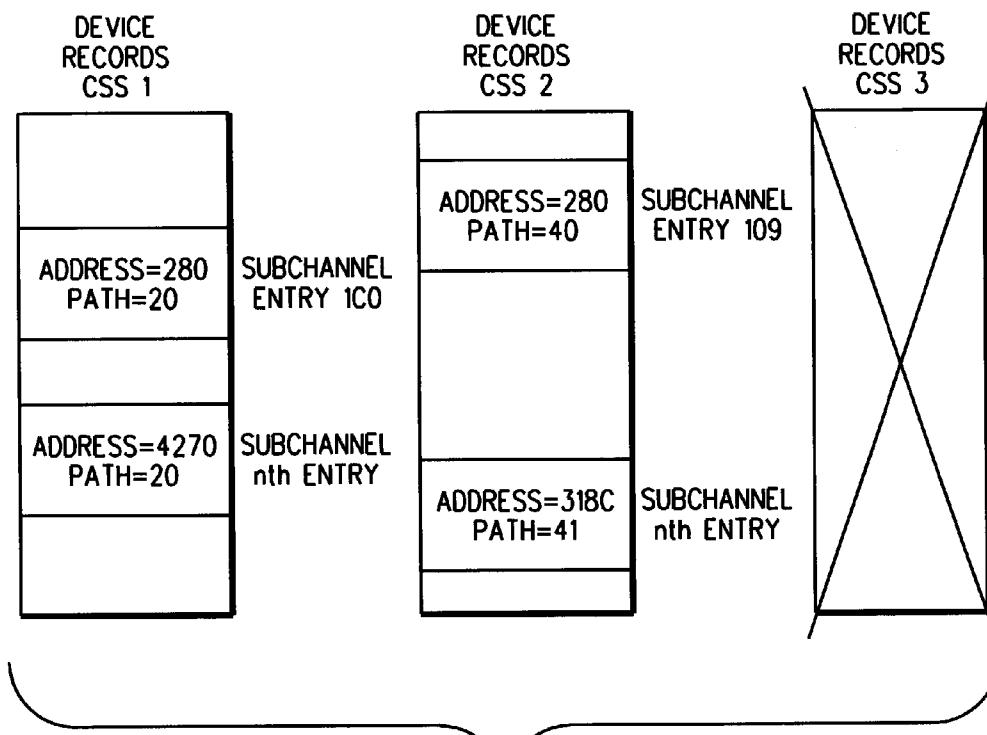 DEVICE
RECORDS
CSS 1
DEVICE
RECORDS
CSS 2
DEVICE
RECORDS
CSS 3
ADDRESS=280
PATH=20
SUBCHANNEL
ENTRY 1C0
ADDRESS=4270
PATH=20
SUBCHANNEL
nth ENTRY
ADDRESS=280
PATH=40
SUBCHANNEL
ENTRY 109
ADDRESS=318C
PATH=41
SUBCHANNEL
nth ENTRY